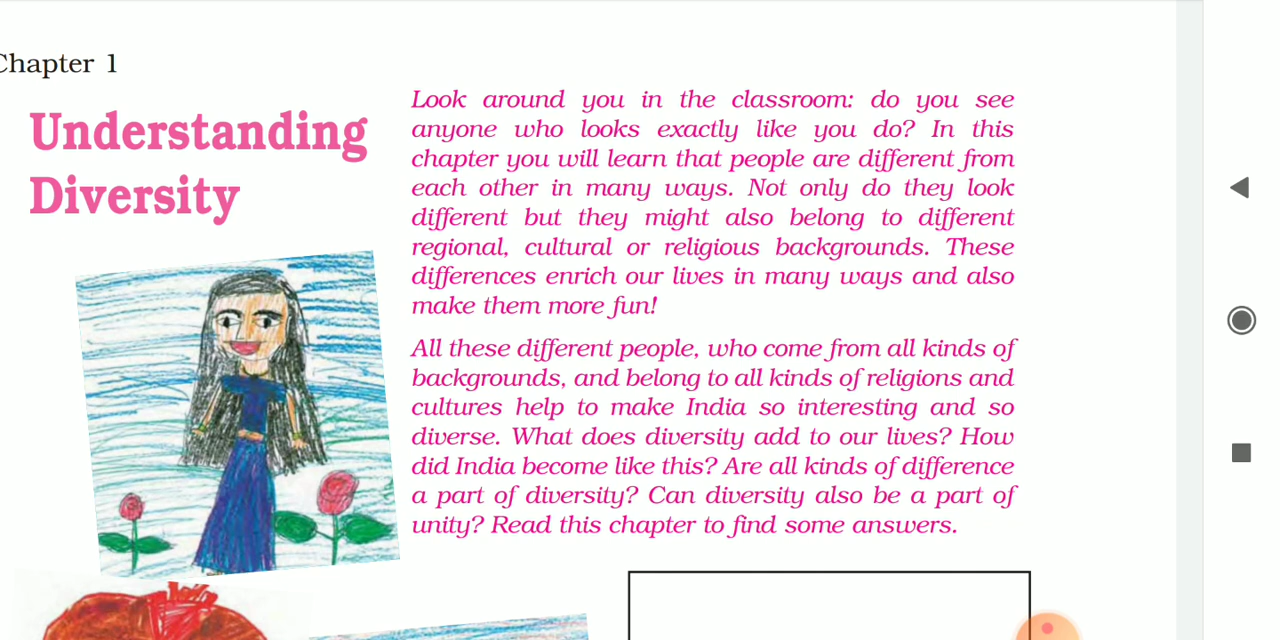 Chapter 1
Understanding
Diversity
Look around you in the classroom: do you see
anyone who looks exactly like you do? In this
chapter you will learn that people are different from
each other in many ways. Not only do they look
different but they might also belong to different
regional, cultural or religious backgrounds. These
differences enrich our lives in many ways and also
make them more fun!
All these different people, who come from all kinds of
backgrounds, and belong to all kinds of religions and
cultures help to make India so interesting and so
diverse. What does diversity add to our lives? How
did India become like this? Are all kinds of difference
a part of diversity? Can diversity also be a part of
unity? Read this chapter to find some answers.